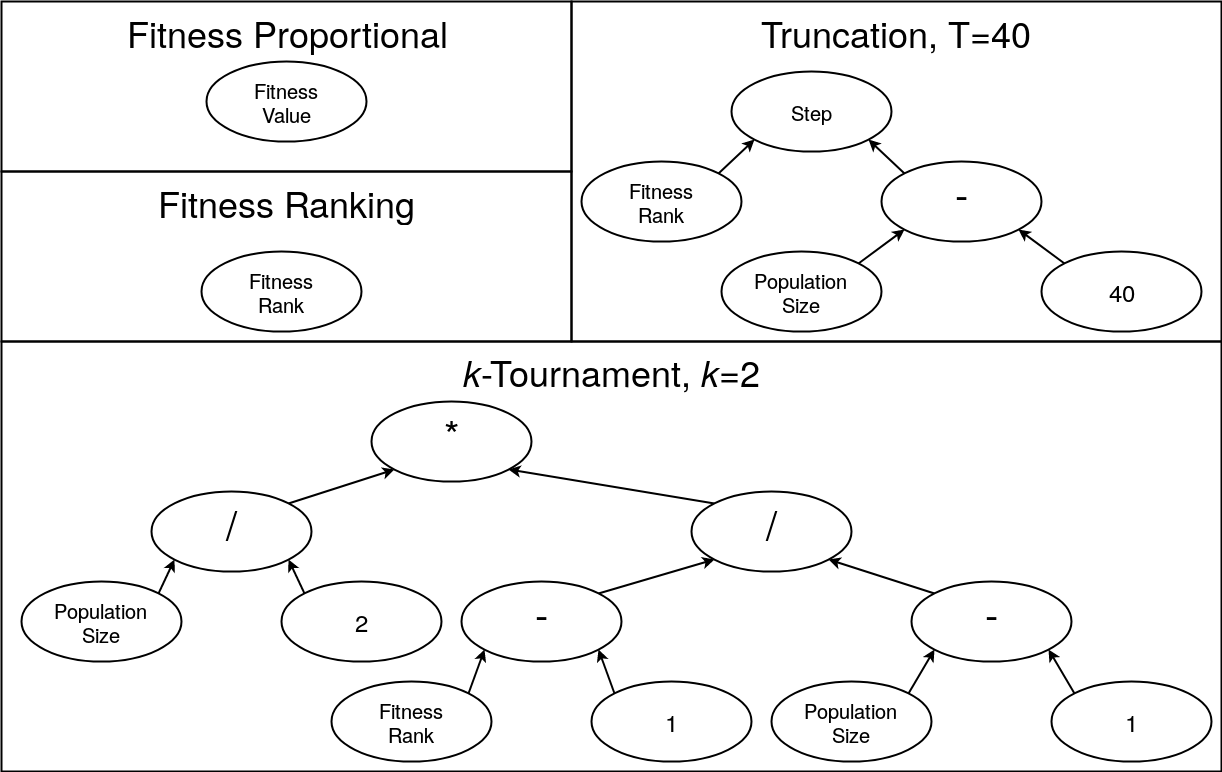 Fitness Proportional
Fitness
Value
Fitness Ranking
Fitness
Rank
Truncation, T=40
Step
Fitness
Rank
-
Population
Size
40
k-Tournament, k=2
*
/
/
Population
Size
2
-
-
Fitness
Rank
1
Population
Size
1